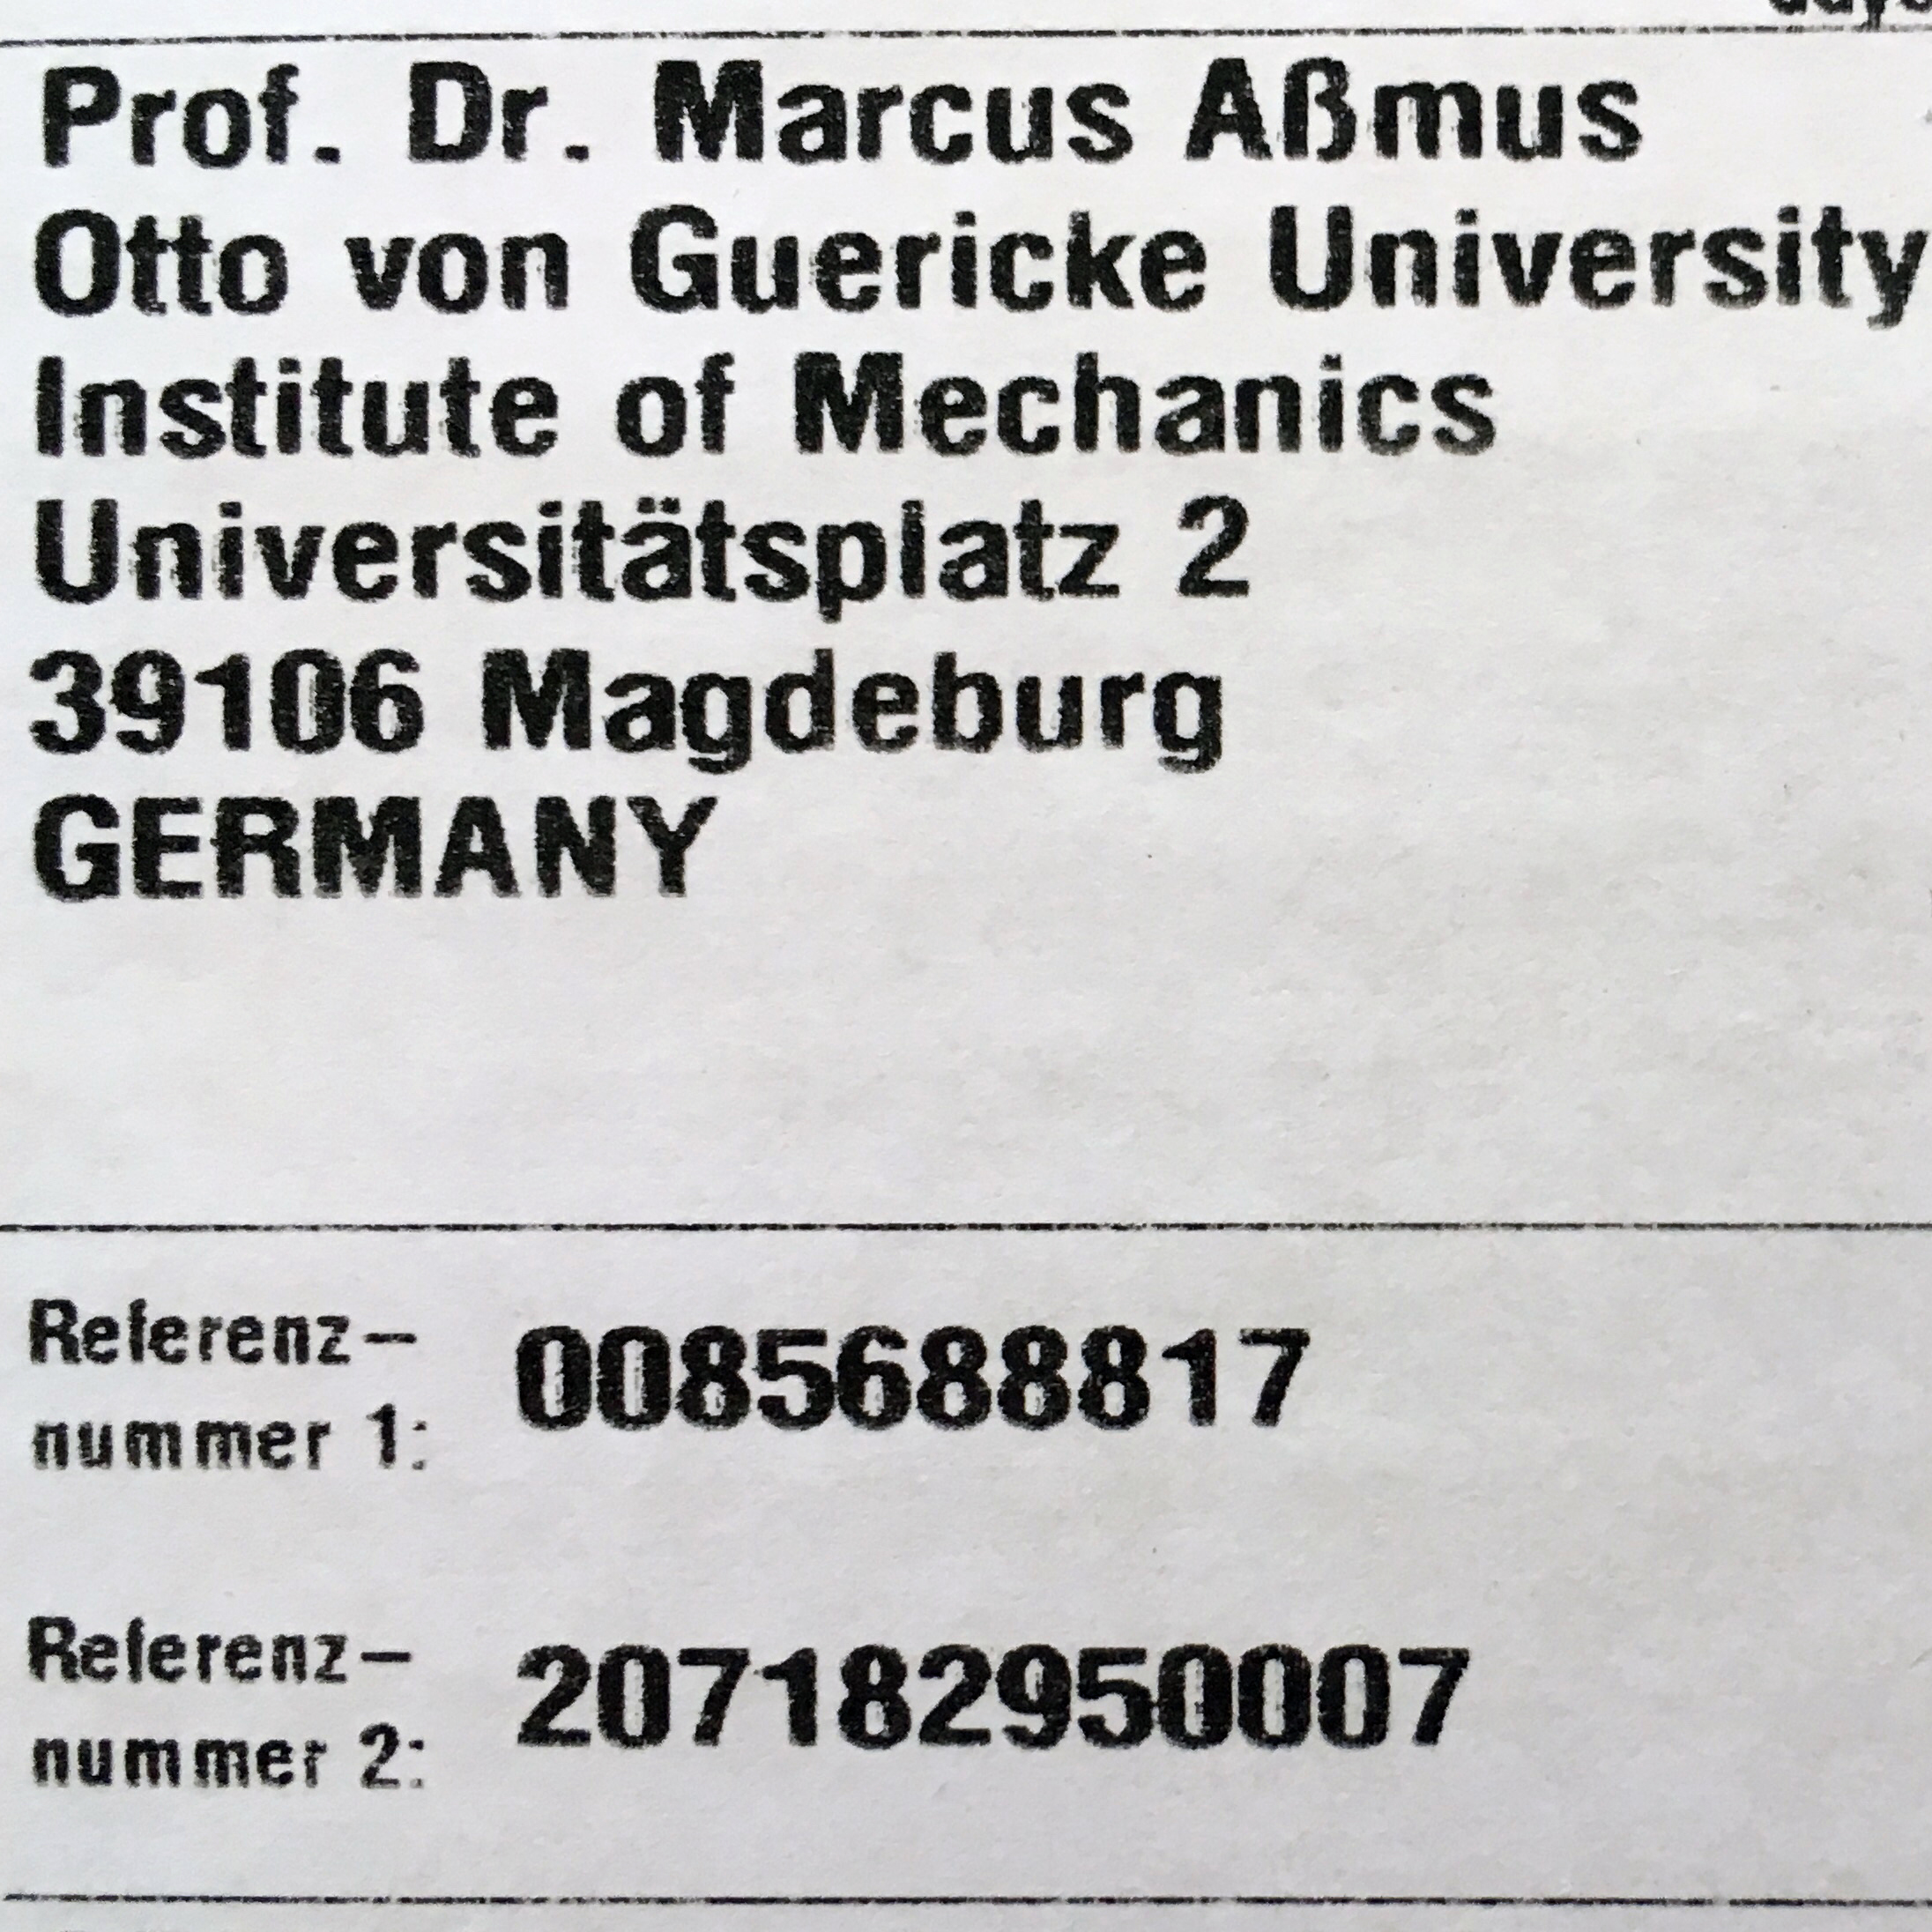 Prof. Dr. Marcus Aßmus
Otto von Guericke University
Institute of Mechanics
Universitätsplatz 2
39106 Magdeburg
GERMANY
Referenz-
nummer 1: 0085688817
Referenz-
nummer 2: 207182950007